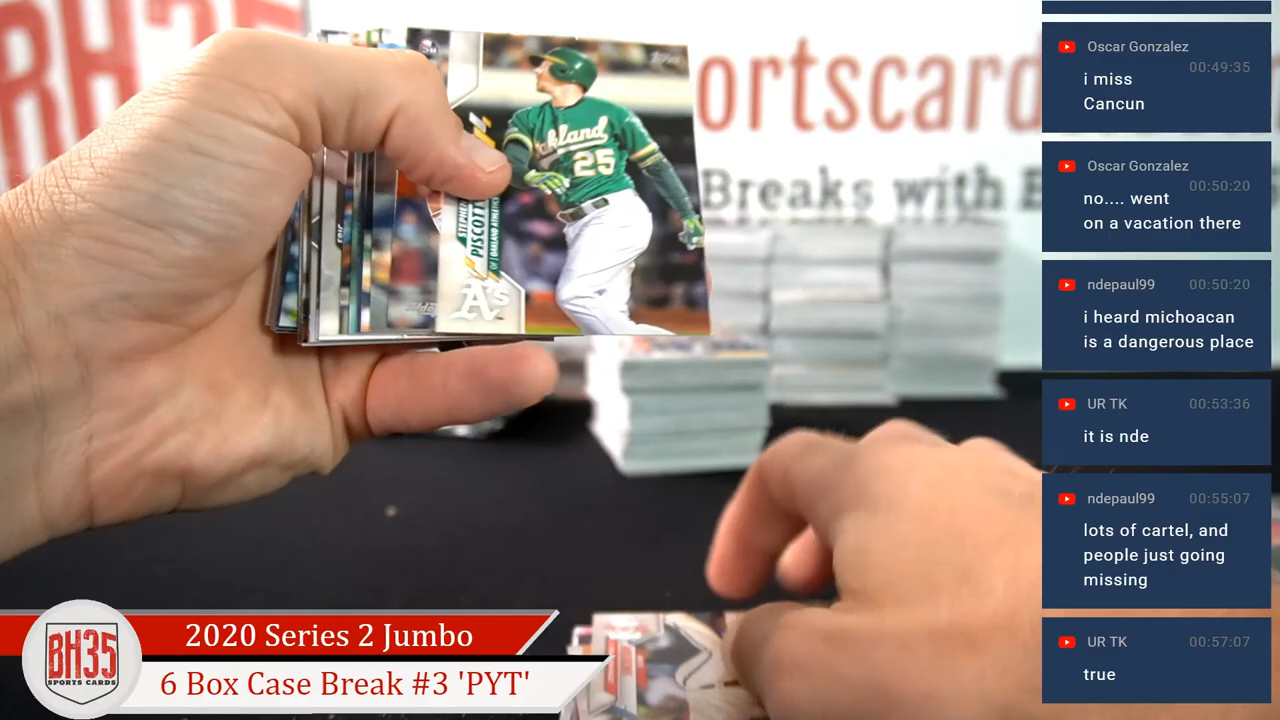 BH35
ortscard
Breaks with
Topps
Oakland
25
STEPHEN
PISCOTTY
OF | OAKLAND ATHLETICS
A's
ERIC
2020 Series 2 Jumbo
6 Box Case Break #3 'PYT'
BH35
SPORTS CARDS
Oscar Gonzalez
00:49:35
i miss
Cancun
Oscar Gonzalez
00:50:20
no.... went
on a vacation there
ndepaul99 00:50:20
i heard michoacan
is a dangerous place
UR TK 00:53:36
it is nde
ndepaul99 00:55:07
lots of cartel, and
people just going
missing
UR TK 00:57:07
true